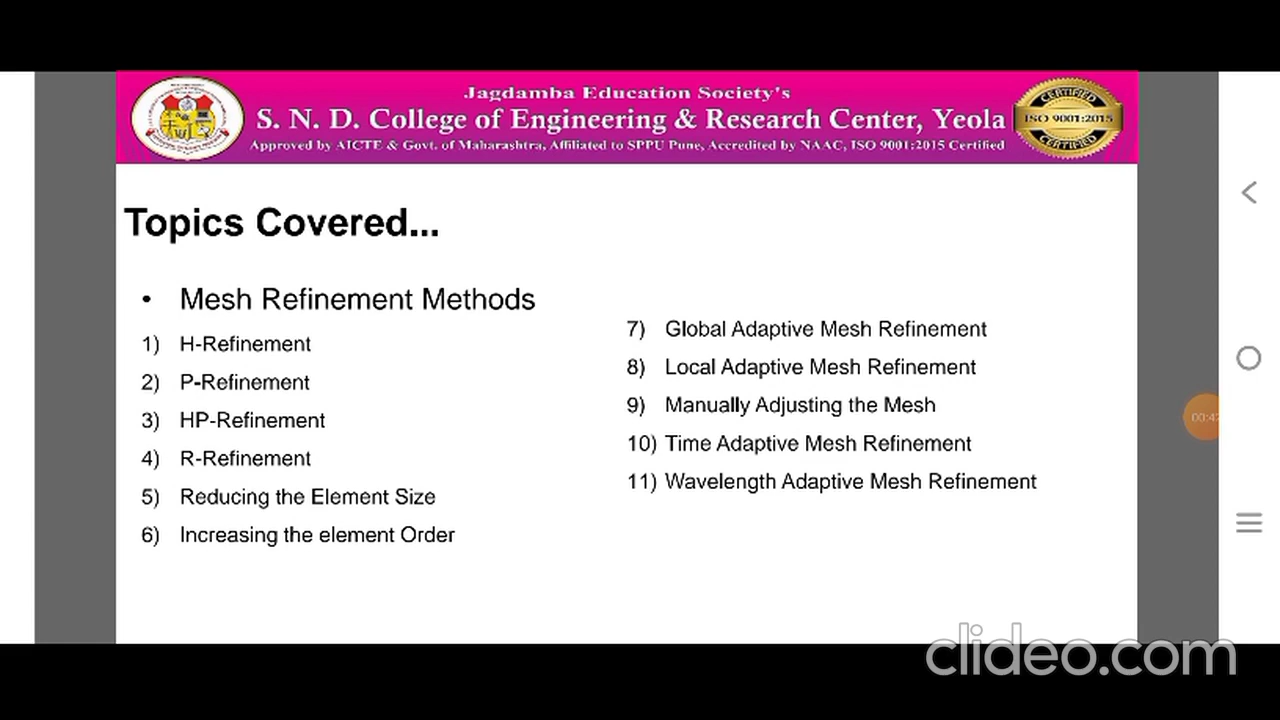 Jagdamba Education Society's
S. N. D. College of Engineering & Research Center, Yeola
Approved by AICTE & Govt. of Maharashtra, Affiliated to SPPU Pune, Accredited by NAAC, ISO 9001:2015 Certified
CERTIFIED
ISO 9001:2015
CERTIFIED
Topics Covered...
• Mesh Refinement Methods
1) H-Refinement
2) P-Refinement
3) HP-Refinement
4) R-Refinement
5) Reducing the Element Size
6) Increasing the element Order
7) Global Adaptive Mesh Refinement
8) Local Adaptive Mesh Refinement
9) Manually Adjusting the Mesh
10) Time Adaptive Mesh Refinement
11) Wavelength Adaptive Mesh Refinement
clideo.com